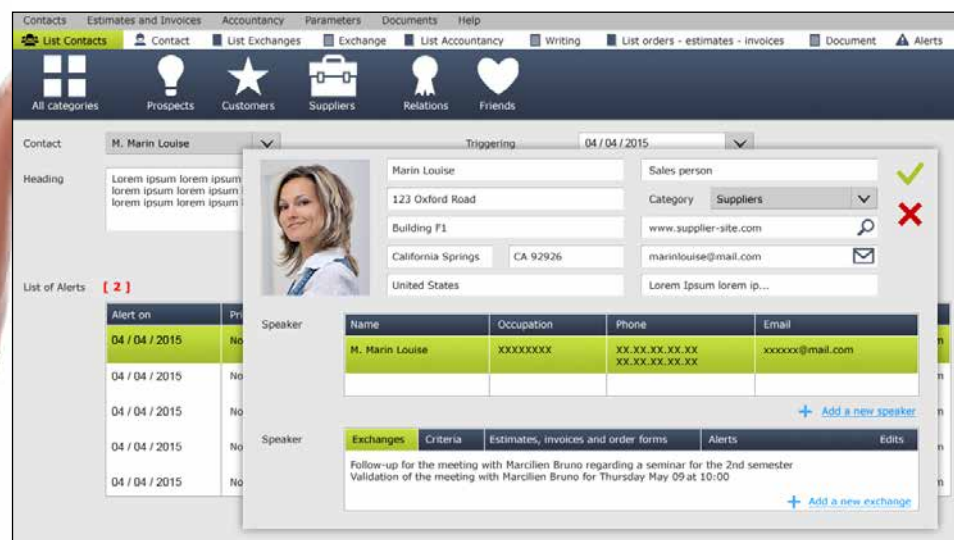 Contacts Estimates and Invoices Accountancy Parameters Documents Help
List Contacts Contact List Exchanges Exchange List Accountancy Writing List orders - estimates - invoices Document Alerts
All categories Prospects Customers Suppliers Relations Friends
Contact M. Marin Louise Triggering 04 / 04 / 2015
Heading
Lorem ipsum lorem ipsum
lorem ipsum lorem ipsum
lorem ipsum lorem ipsum
Marin Louise Sales person
123 Oxford Road Category Suppliers
Building F1 www.supplier-site.com
California Springs CA 92926 marinlouise@mail.com
United States Lorem Ipsum lorem ip...
List of Alerts [ 2 ]
Alert on
04 / 04 / 2015 No
04 / 04 / 2015 No
04 / 04 / 2015 No
04 / 04 / 2015 No
04 / 04 / 2015 No
Speaker Name Occupation Phone Email
M. Marin Louise XXXXXXXX XX.XX.XX.XX.XX xxxxxx@mail.com
XX.XX.XX.XX.XX
+ Add a new speaker
Speaker Exchanges Criteria Estimates, invoices and order forms Alerts Edits
Follow-up for the meeting with Marcilien Bruno regarding a seminar for the 2nd semester
Validation of the meeting with Marcilien Bruno for Thursday May 09 at 10:00
+ Add a new exchange